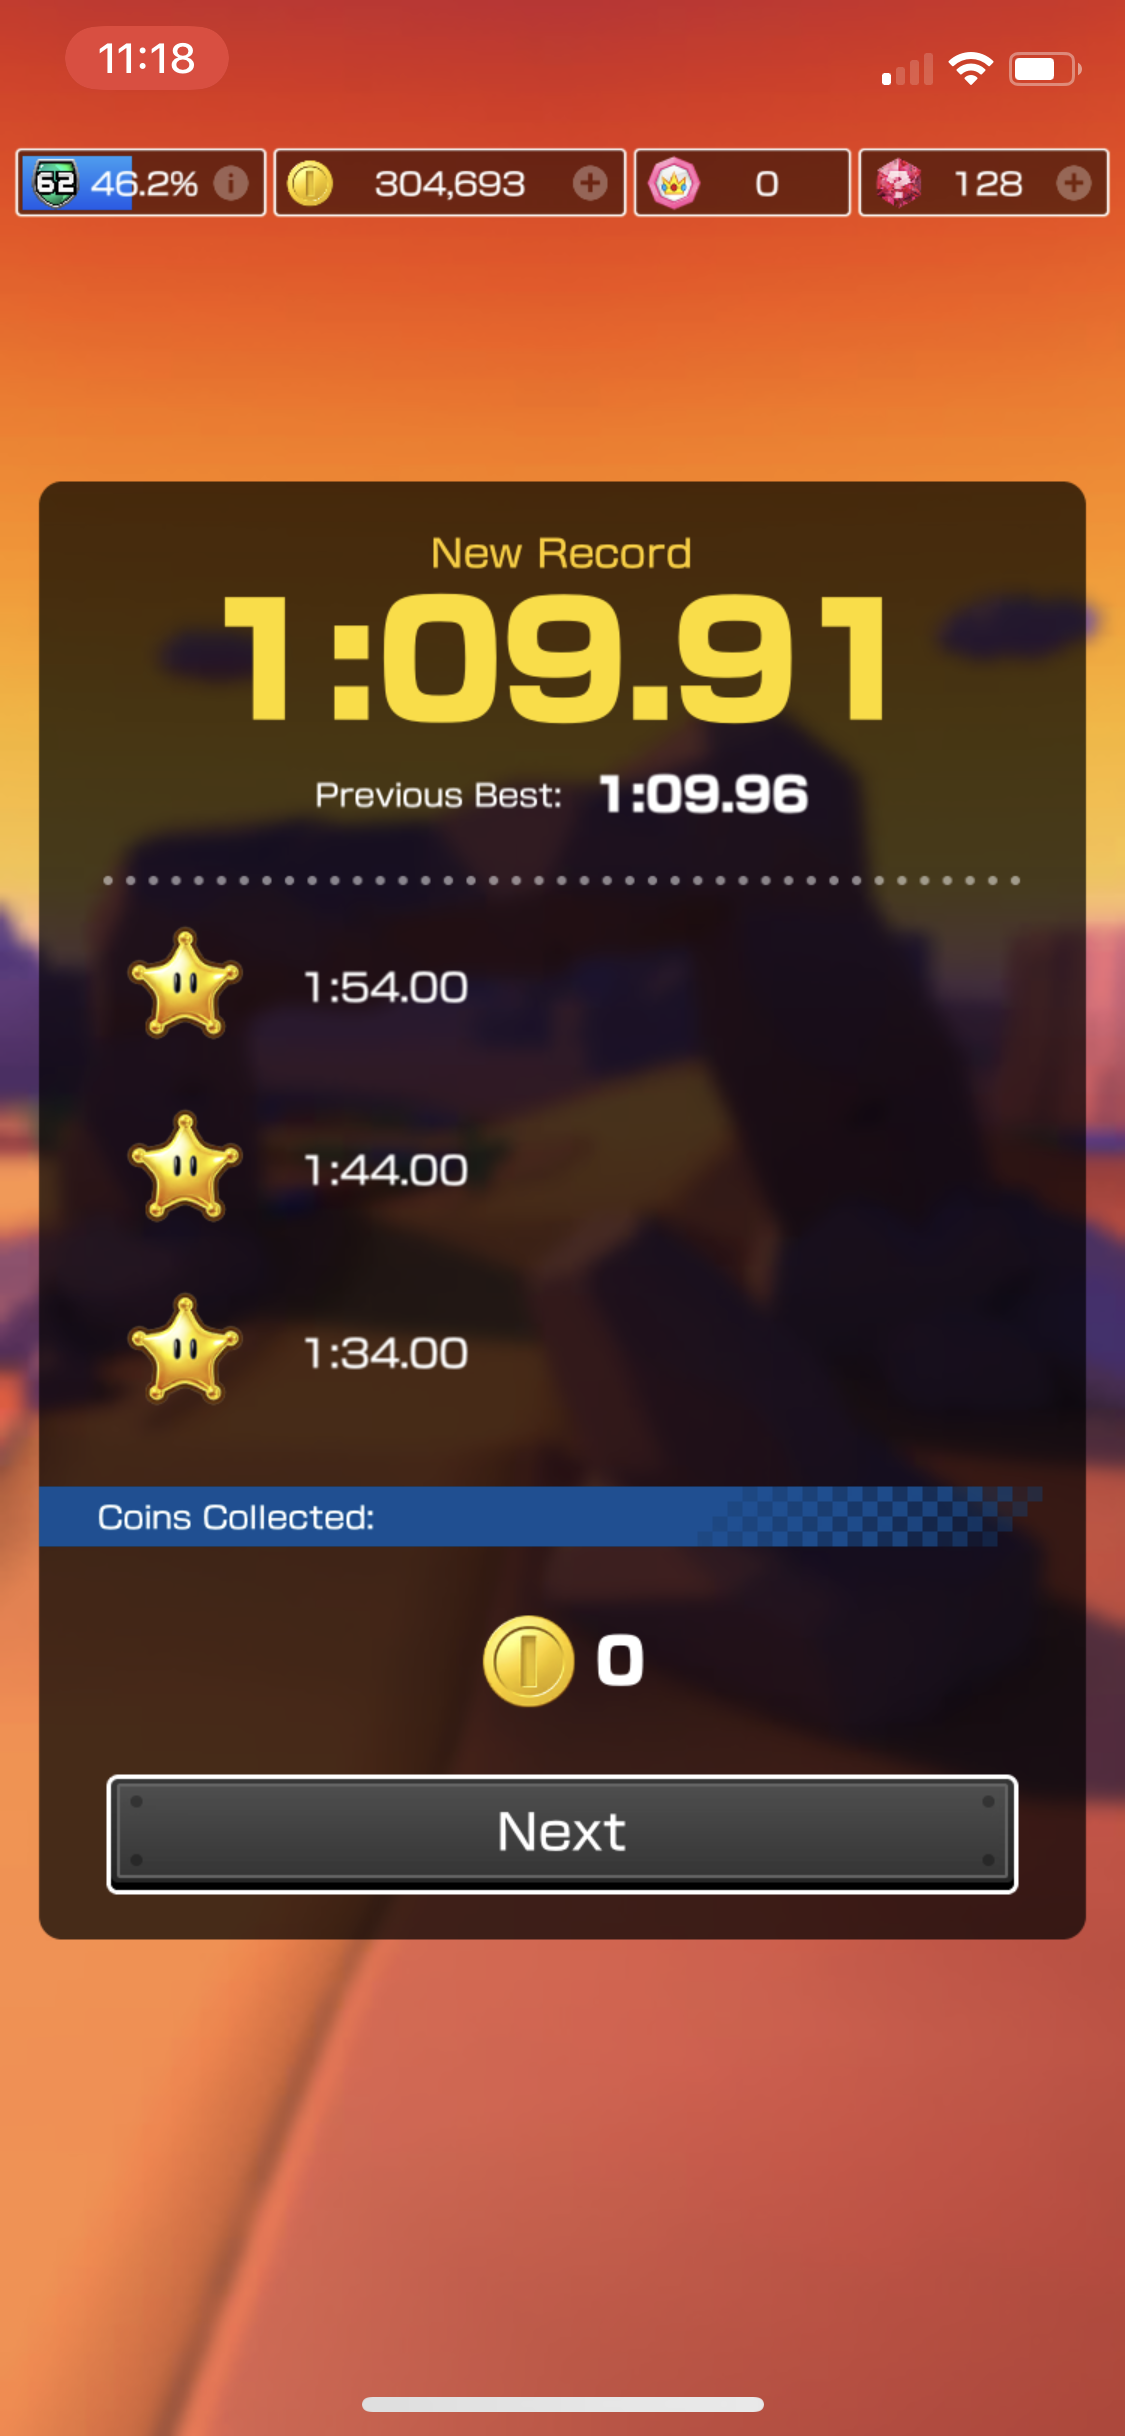 11:18
62 46.2% i 304,693 + 0 128 +
New Record
1:09.91
Previous Best: 1:09.96
1:54.00
1:44.00
1:34.00
Coins Collected:
0
Next